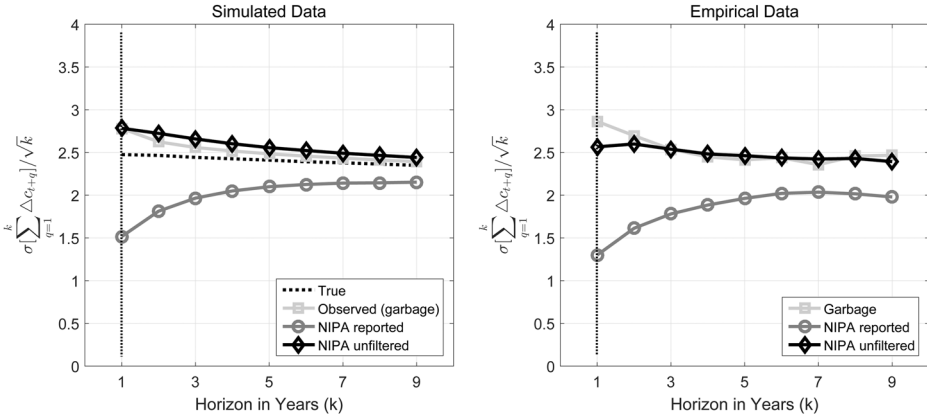 Simulated Data
4
3.5
3
2.5
2
1.5
1
0.5
0
σ[∑_{q=1}^{k} △c_{t+q}]/√k
1 3 5 7 9
Horizon in Years (k)
True
Observed (garbage)
NIPA reported
NIPA unfiltered
Empirical Data
4
3.5
3
2.5
2
1.5
1
0.5
0
σ[∑_{q=1}^{k} △c_{t+q}]/√k
1 3 5 7 9
Horizon in Years (k)
Garbage
NIPA reported
NIPA unfiltered